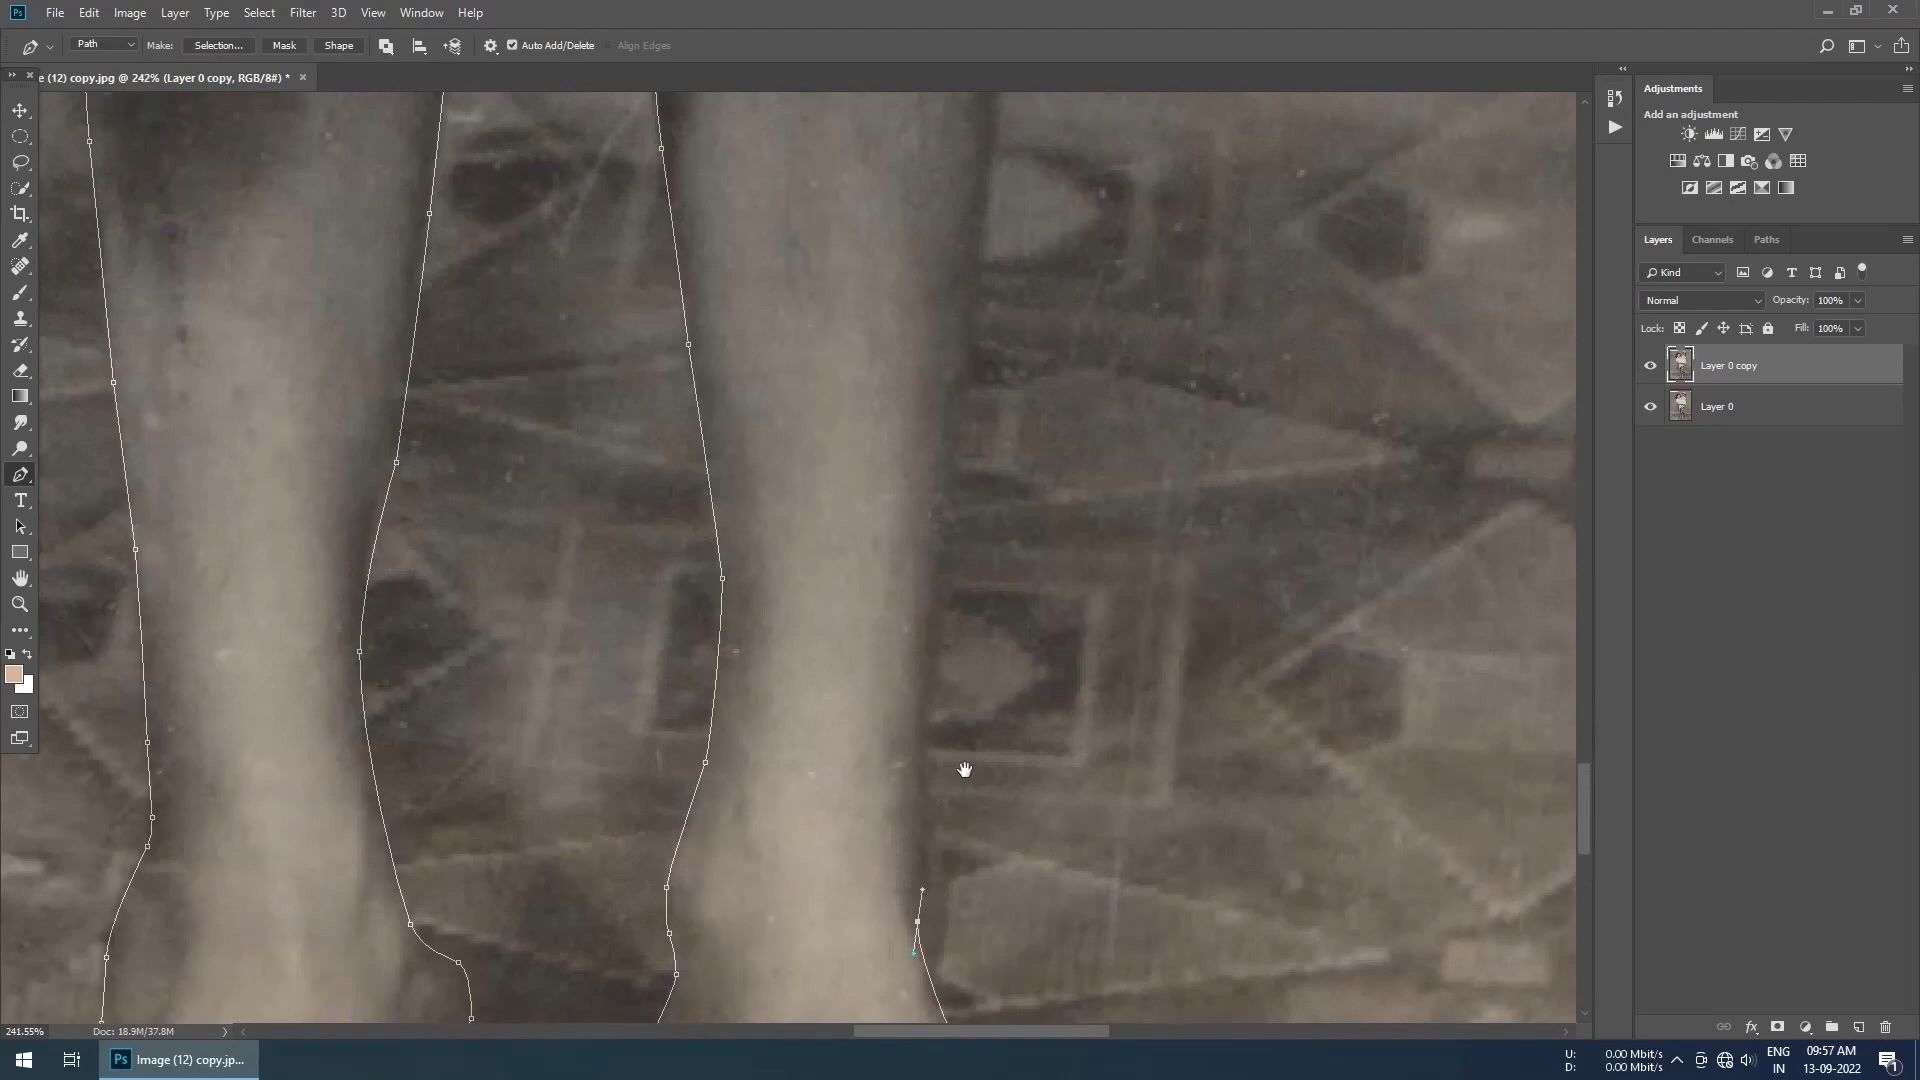 Ps File Edit Image Layer Type Select Filter 3D View Window Help
Path Make: Selection... Mask Shape Auto Add/Delete Align Edges
e (12) copy.jpg @ 242% (Layer 0 copy, RGB/8#) *
Adjustments
Add an adjustment
Layers Channels Paths
Kind
Normal Opacity: 100%
Lock: Fill: 100%
Layer 0 copy
Layer 0
241.55% Doc: 18.9M/37.8M
Ps Image (12) copy.jp...
U: 0.00 Mbit/s
D: 0.00 Mbit/s
ENG
IN
09:57 AM
13-09-2022
1